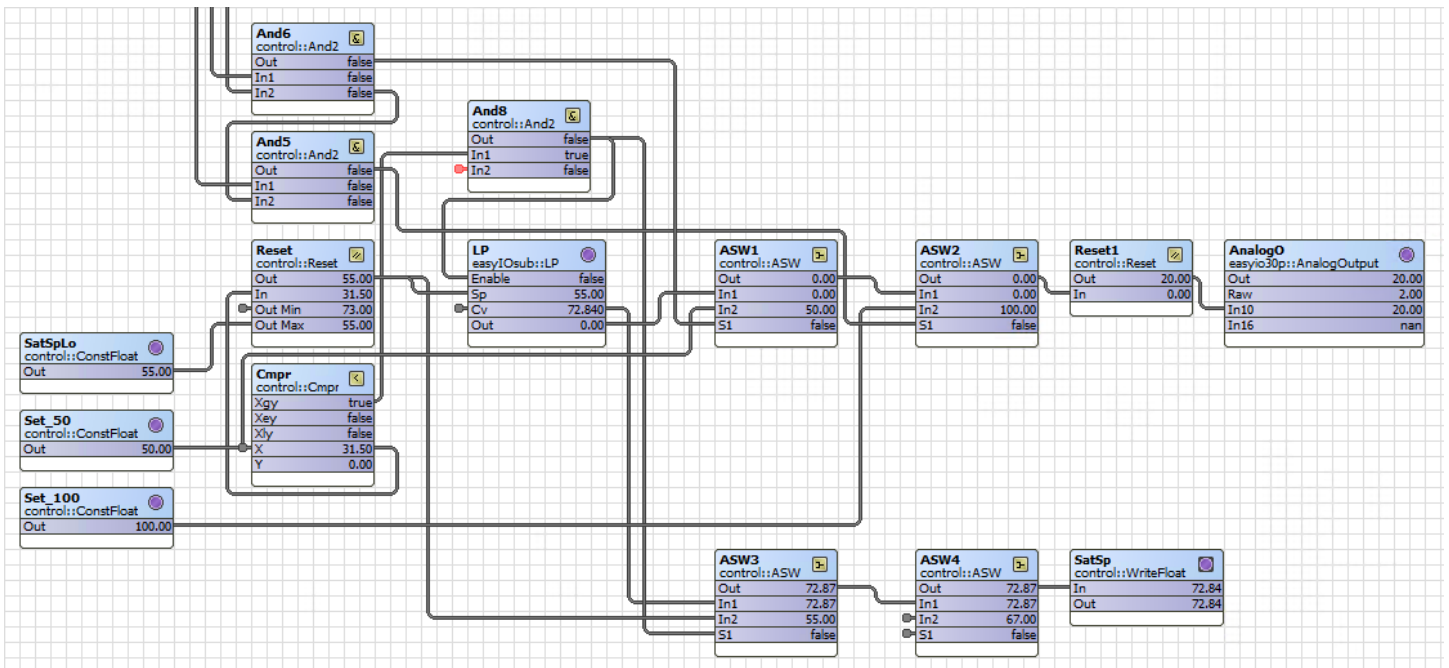 And6
control::And2
Out false
In1 false
In2 false
And8
control::And2
Out false
In1 true
In2 false
And5
control::And2
Out false
In1 false
In2 false
Reset
control::Reset
Out 55.00
In 31.50
Out Min 73.00
Out Max 55.00
LP
easyIOsub::LP
Enable false
Sp 55.00
Cv 72.840
Out 0.00
ASW1
control::ASW
Out 0.00
In1 0.00
In2 50.00
S1 false
ASW2
control::ASW
Out 0.00
In1 0.00
In2 100.00
S1 false
Reset1
control::Reset
Out 20.00
In 0.00
AnalogO
easyio30p::AnalogOutput
Out 20.00
Raw 2.00
In10 20.00
In16 nan
SatSpLo
control::ConstFloat
Out 55.00
Cmpr
control::Cmpr
Xgy true
Xey false
Xly false
X 31.50
Y 0.00
Set_50
control::ConstFloat
Out 50.00
Set_100
control::ConstFloat
Out 100.00
ASW3
control::ASW
Out 72.87
In1 72.87
In2 55.00
S1 false
ASW4
control::ASW
Out 72.87
In1 72.87
In2 67.00
S1 false
SatSp
control::WriteFloat
In 72.84
Out 72.84